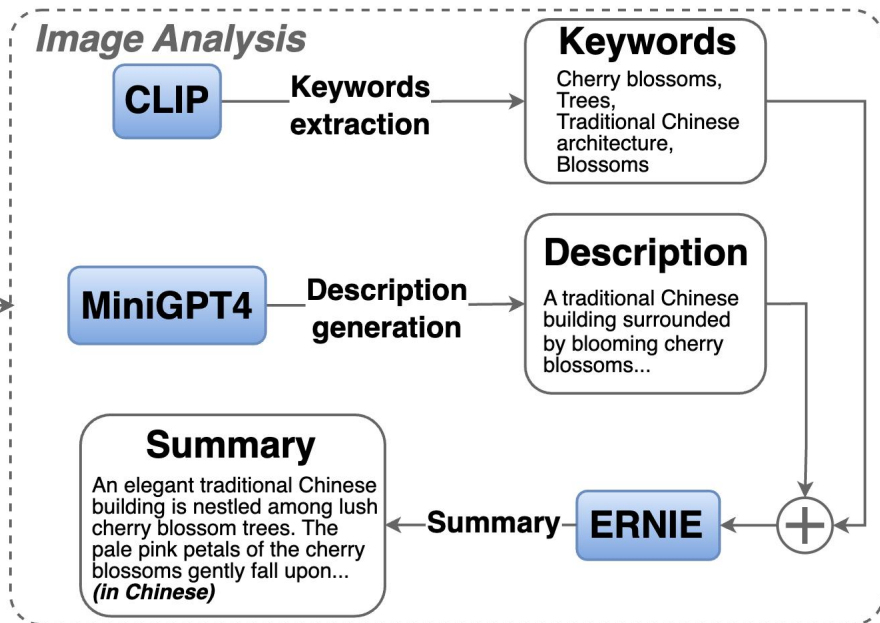 Image Analysis
CLIP
Keywords
extraction
Keywords
Cherry blossoms,
Trees,
Traditional Chinese
architecture,
Blossoms
MiniGPT4
Description
generation
Description
A traditional Chinese
building surrounded
by blooming cherry
blossoms...
Summary
An elegant traditional Chinese
building is nestled among lush
cherry blossom trees. The
pale pink petals of the cherry
blossoms gently fall upon...
(in Chinese)
Summary
ERNIE